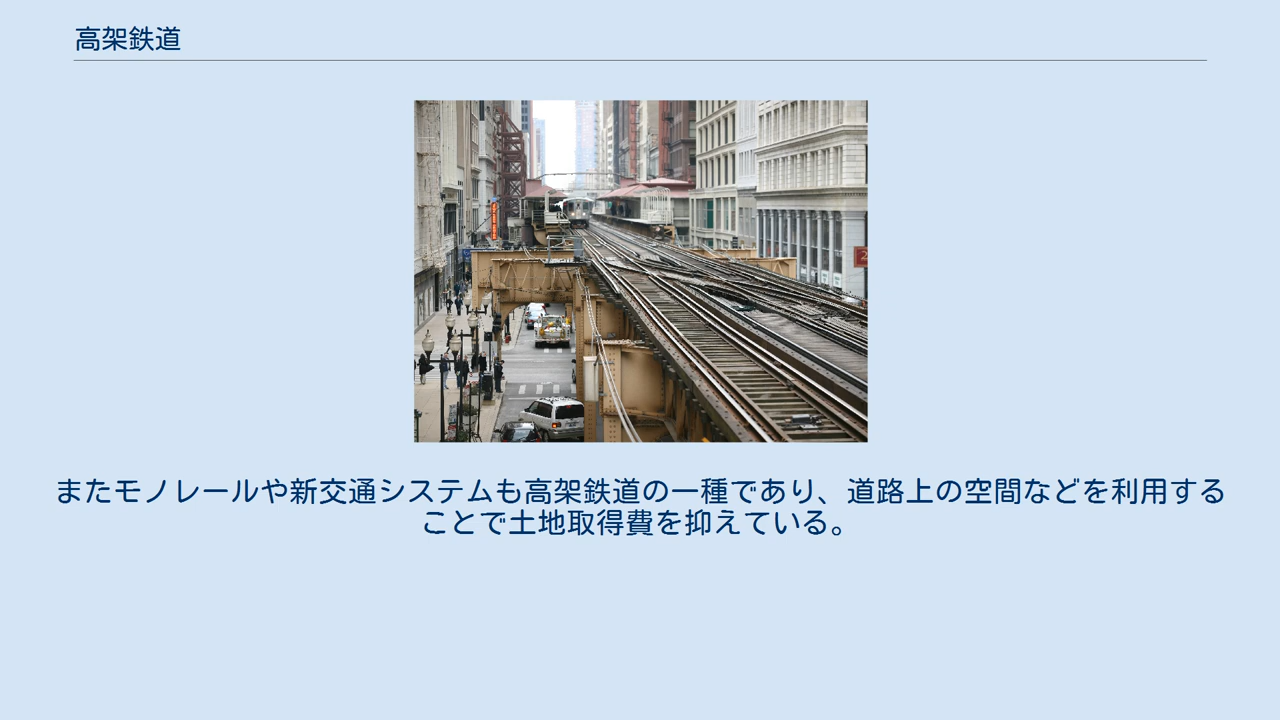 高架鉄道
またモノレールや新交通システムも高架鉄道の一種であり、道路上の空間などを利用する
ことで土地取得費を抑えている。